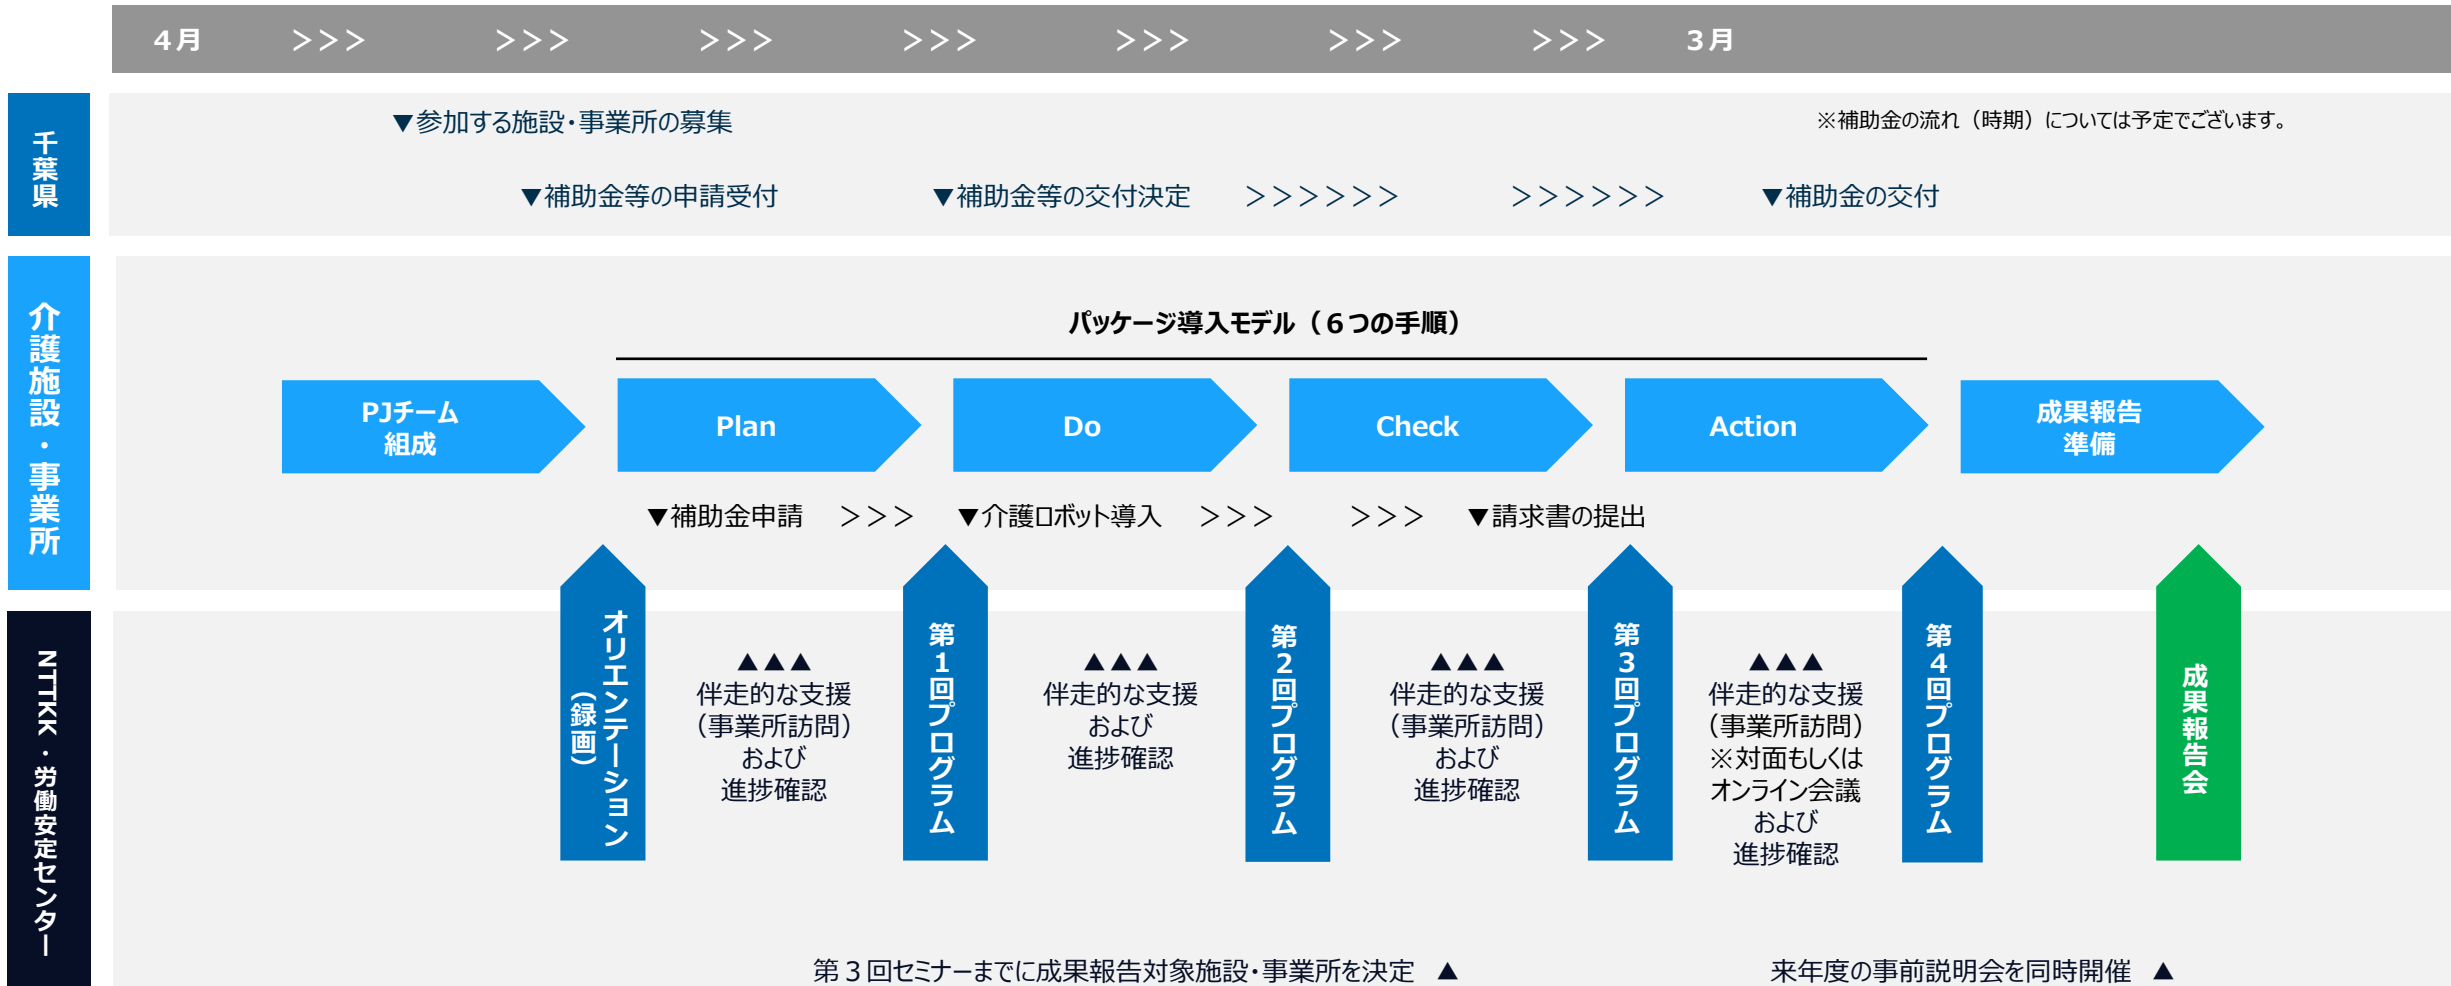 4月 >>> >>> >>> >>> >>> >>> >>> 3月
千葉県
▼参加する施設・事業所の募集
※補助金の流れ（時期）については予定でございます。
▼補助金等の申請受付 ▼補助金等の交付決定 >>>>>> >>>>>> ▼補助金の交付
介護施設・事業所
パッケージ導入モデル（６つの手順）
PJチーム
組成
Plan
Do
Check
Action
成果報告
準備
▼補助金申請 >>> ▼介護ロボット導入 >>> >>> ▼請求書の提出
NTTKK・労働安定センター
オリエンテーション
（録画）
▲▲▲
伴走的な支援
（事業所訪問）
および
進捗確認
第1回プログラム
▲▲▲
伴走的な支援
および
進捗確認
第2回プログラム
▲▲▲
伴走的な支援
（事業所訪問）
および
進捗確認
第3回プログラム
▲▲▲
伴走的な支援
（事業所訪問）
※対面もしくは
オンライン会議
および
進捗確認
第4回プログラム
成果報告会
第３回セミナーまでに成果報告対象施設・事業所を決定 ▲
来年度の事前説明会を同時開催 ▲